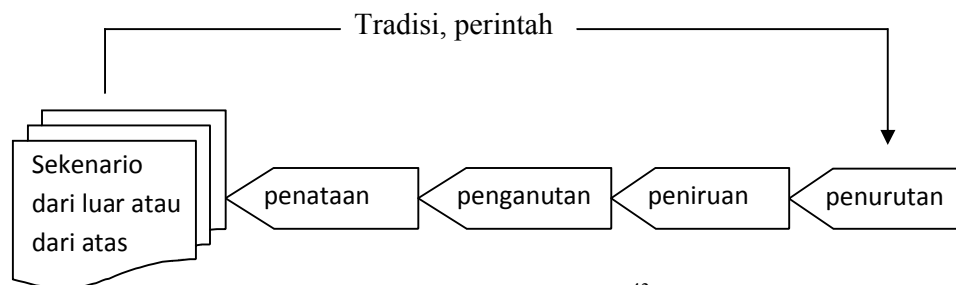 Tradisi, perintah
Sekenario
dari luar atau
dari atas
penataan
penganutan
peniruan
penurutan